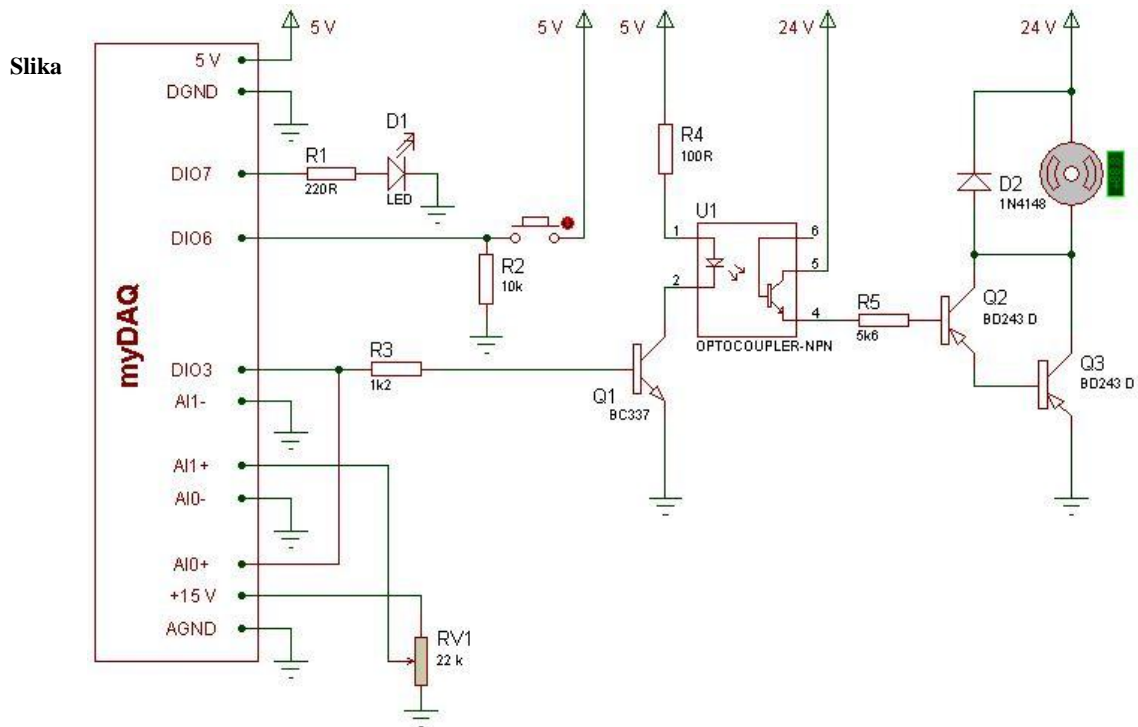 Slika
myDAQ
5 V
DGND
DIO7
DIO6
DIO3
AI1-
AI1+
AI0-
AI0+
+15 V
AGND
5 V
R1
220R
D1
LED
R2
10k
5 V
R3
1k2
RV1
22 k
5 V
R4
100R
Q1
BC337
U1
1
2
6
5
4
OPTOCOUPLER-NPN
24 V
R5
5k6
24 V
D2
1N4148
Q2
BD243 D
Q3
BD243 D